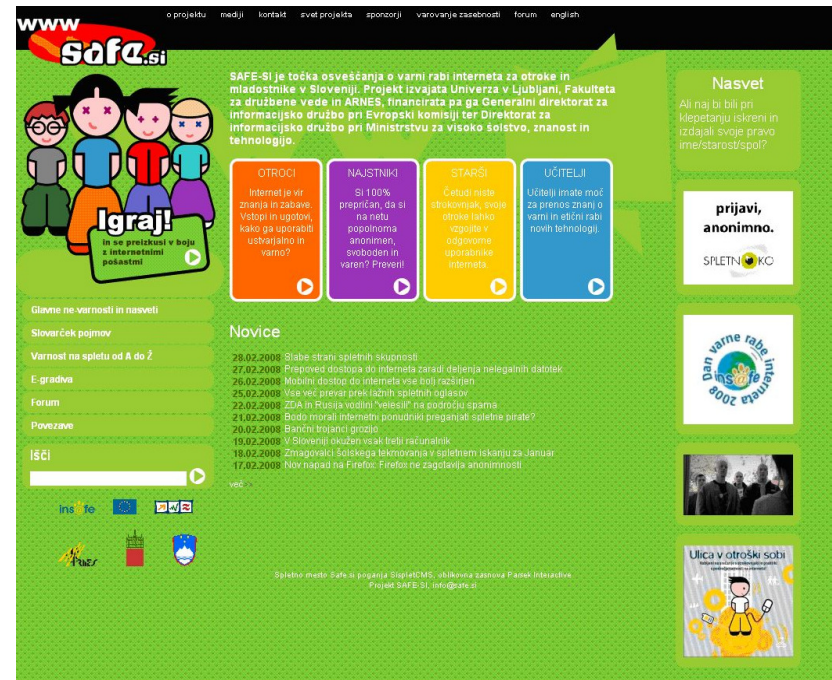 o projektu mediji kontakt svet projekta sponzorji varovanje zasebnosti forum english
www
safe.si
Igraj!
in se preizkusi v boju
z internetnimi
pošastmi
Glavne ne-varnosti in nasveti
Slovarček pojmov
Varnost na spletu od A do Ž
E-gradiva
Forum
Povezave
Išči
SAFE-SI je točka osveščanja o varni rabi interneta za otroke in
mladostnike v Sloveniji. Projekt izvajata Univerza v Ljubljani, Fakulteta
za družbene vede in ARNES, financirata pa ga Generalni direktorat za
informacijsko družbo pri Evropski komisiji ter Direktorat za
informacijsko družbo pri Ministrstvu za visoko šolstvo, znanost in
tehnologijo.
OTROCI
Internet je vir
znanja in zabave.
Vstopi in ugotovi,
kako ga uporabiti
ustvarjalno in
varno?
NAJSTNIKI
Si 100%
prepričan, da si
na netu
popolnoma
anonimen,
svoboden in
varen? Preveri!
STARŠI
Četudi niste
strokovnjak, svoje
otroke lahko
vzgojite v
odgovorne
uporabnike
interneta.
UČITELJI
Učitelji imate moč
za prenos znanj o
varni in etični rabi
novih tehnologij.
Novice
28.02.2008 Slabe strani spletnih skupnosti
27.02.2008 Prepoved dostopa do interneta zaradi deljenja nelegalnih datotek
26.02.2008 Mobilni dostop do interneta vse bolj razširjen
25.02.2008 Vse več prevar prek lažnih spletnih oglasov
22.02.2008 ZDA in Rusija vodilni "velesili" na področju spama
21.02.2008 Bodo morali internetni ponudniki preganjati spletne pirate?
20.02.2008 Bančni trojanci grozijo
19.02.2008 V Sloveniji okužen vsak tretji računalnik
18.02.2008 Zmagovalci šolskega tekmovanja v spletnem iskanju za Januar
17.02.2008 Nov napad na Firefox: Firefox ne zagotavlja anonimnosti
več >>
Spletno mesto Safe.si poganja SispletCMS, oblikovna zasnova Parsek Interactive
Projekt SAFE-SI, info@safe.si
Nasvet
Ali naj bi bili pri
klepetanju iskreni in
izdajali svoje pravo
ime/starost/spol?
prijavi,
anonimno.
SPLETNO OKO
Dan varne rabe
insafe
interneta 2008
Ulica v otroški sobi
insafe
ARNES